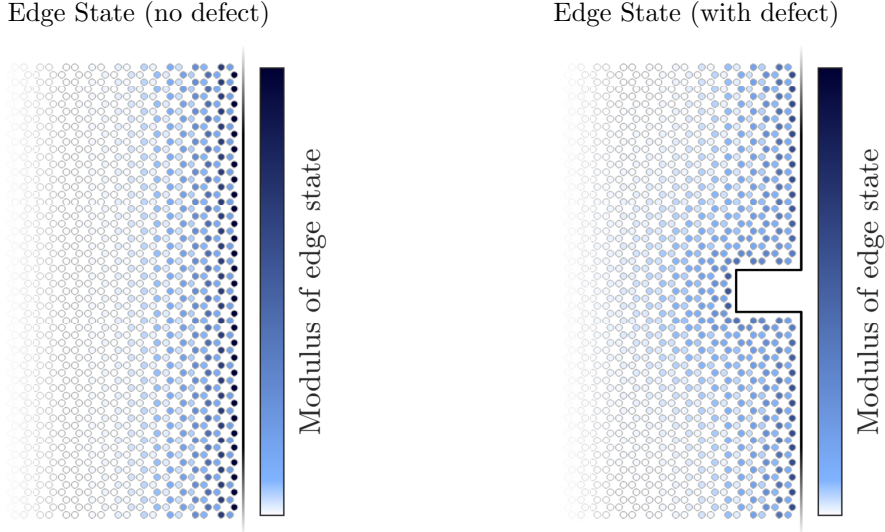 Edge State (no defect)
Modulus of edge state
Edge State (with defect)
Modulus of edge state